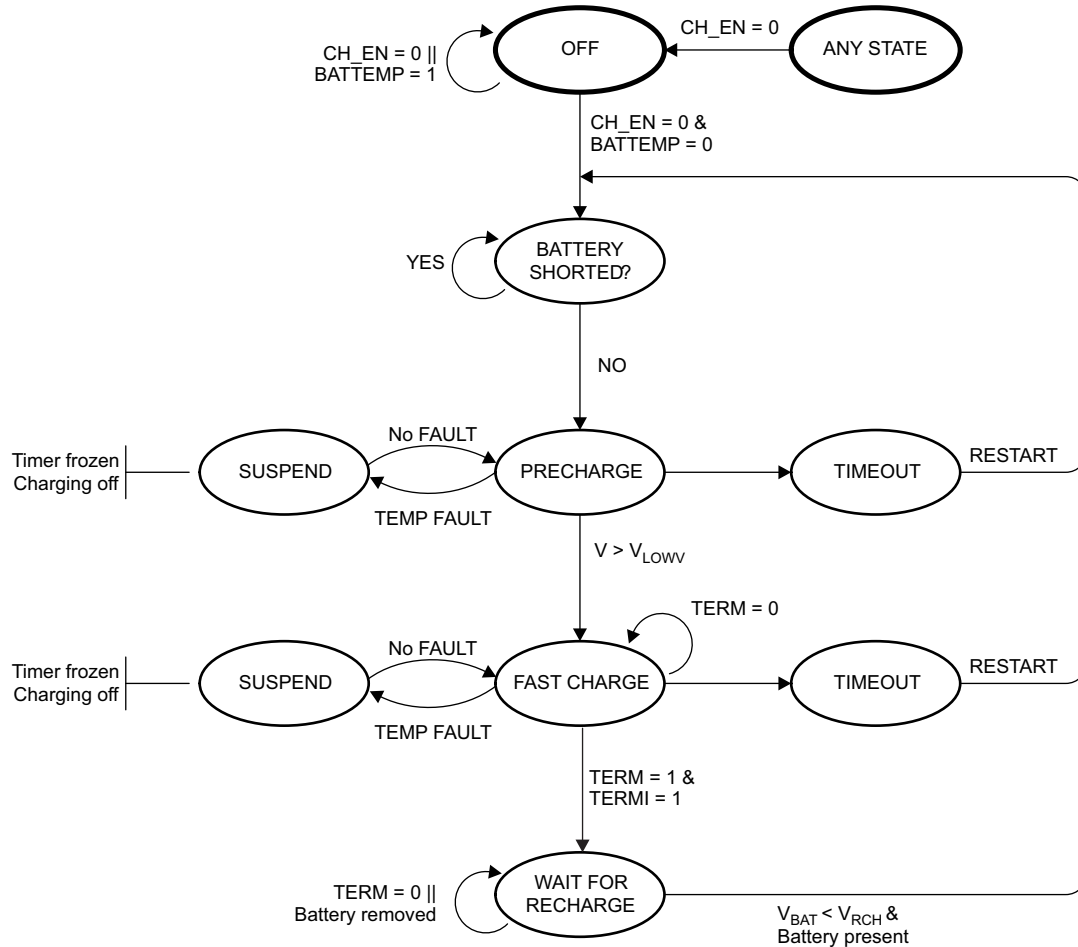 OFF
CH_EN = 0
ANY STATE
CH_EN = 0 ||
BATTEMP = 1
CH_EN = 0 &
BATTEMP = 0
BATTERY
SHORTED?
YES
NO
Timer frozen
Charging off
SUSPEND
No FAULT
TEMP FAULT
PRECHARGE
TIMEOUT
RESTART
V > VLOWV
TERM = 0
Timer frozen
Charging off
SUSPEND
No FAULT
TEMP FAULT
FAST CHARGE
TIMEOUT
RESTART
TERM = 1 &
TERMI = 1
TERM = 0 ||
Battery removed
WAIT FOR
RECHARGE
VBAT < VRCH &
Battery present